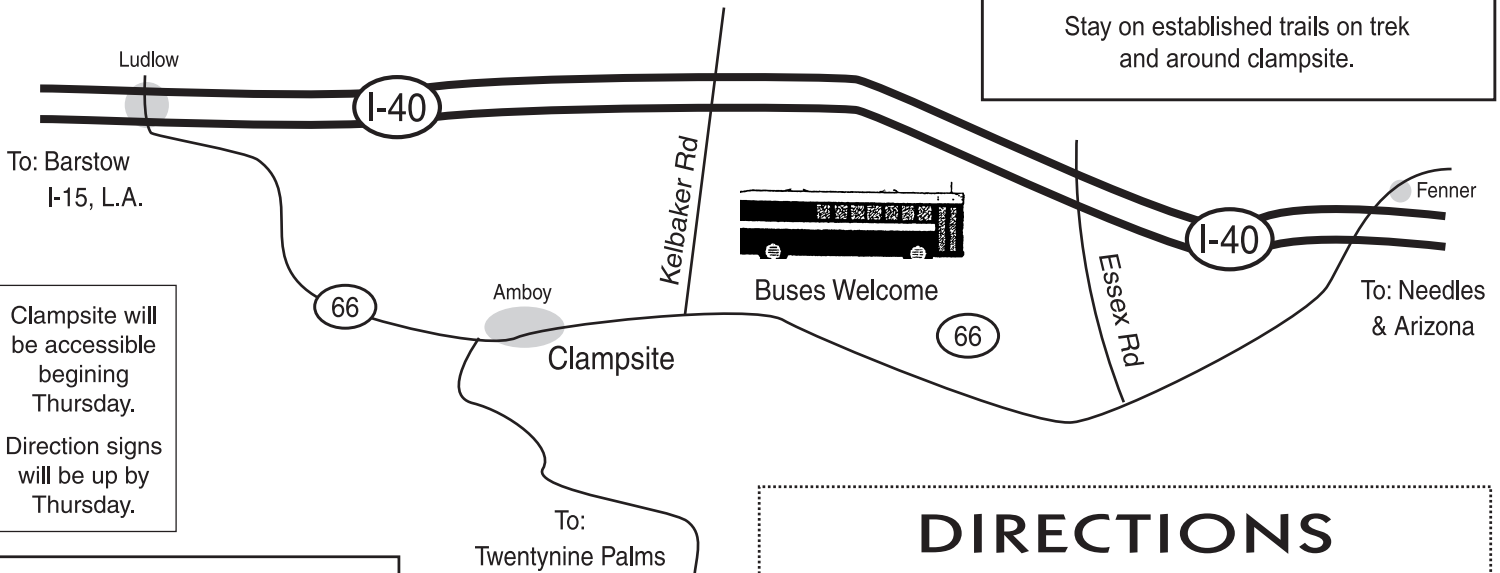 Stay on established trails on trek
and around clampsite.
Ludlow
I-40
To: Barstow
I-15, L.A.
Kelbaker Rd
Fenner
I-40
Essex Rd
Buses Welcome
To: Needles
& Arizona
Amboy
66
66
Clampsite
Clampsite will
be accessible
begining
Thursday.
Direction signs
will be up by
Thursday.
To:
Twentynine Palms
DIRECTIONS